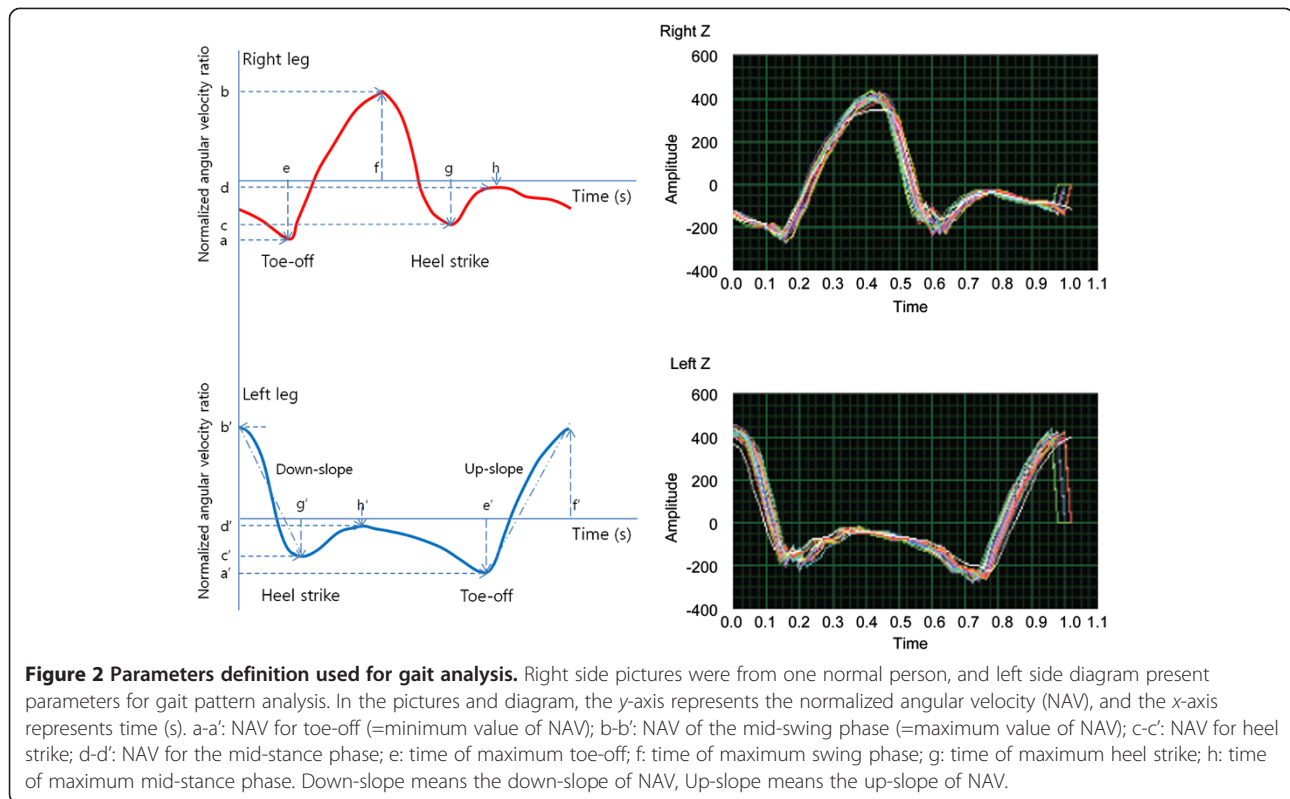 Right leg
Normalized angular velocity ratio
b
e
f
g
h
d
c
a
Time (s)
Toe-off
Heel strike
Right Z
600
400
200
0
-200
-400
Amplitude
0.0 0.1 0.2 0.3 0.4 0.5 0.6 0.7 0.8 0.9 1.0 1.1
Time
Left leg
Normalized angular velocity ratio
b'
Down-slope
Up-slope
g'
h'
e'
f'
d'
c'
a'
Time (s)
Heel strike
Toe-off
Left Z
600
400
200
0
-200
-400
Amplitude
0.0 0.1 0.2 0.3 0.4 0.5 0.6 0.7 0.8 0.9 1.0 1.1
Time
Figure 2 Parameters definition used for gait analysis. Right side pictures were from one normal person, and left side diagram present
parameters for gait pattern analysis. In the pictures and diagram, the y-axis represents the normalized angular velocity (NAV), and the x-axis
represents time (s). a-a': NAV for toe-off (=minimum value of NAV); b-b': NAV of the mid-swing phase (=maximum value of NAV); c-c': NAV for heel
strike; d-d': NAV for the mid-stance phase; e: time of maximum toe-off; f: time of maximum swing phase; g: time of maximum heel strike; h: time
of maximum mid-stance phase. Down-slope means the down-slope of NAV, Up-slope means the up-slope of NAV.